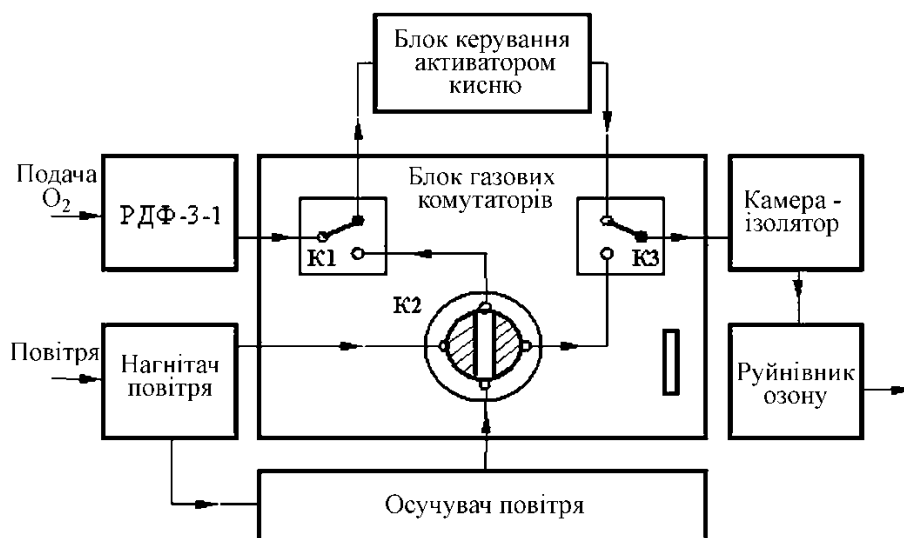 Блок керування
активатором
кисню
Подача
O2
РДФ-3-1
Блок газових
комутаторів
К1
К3
Камера -
ізолятор
К2
Повітря
Нагнітач
повітря
Руйнівник
озону
Осучувач повітря